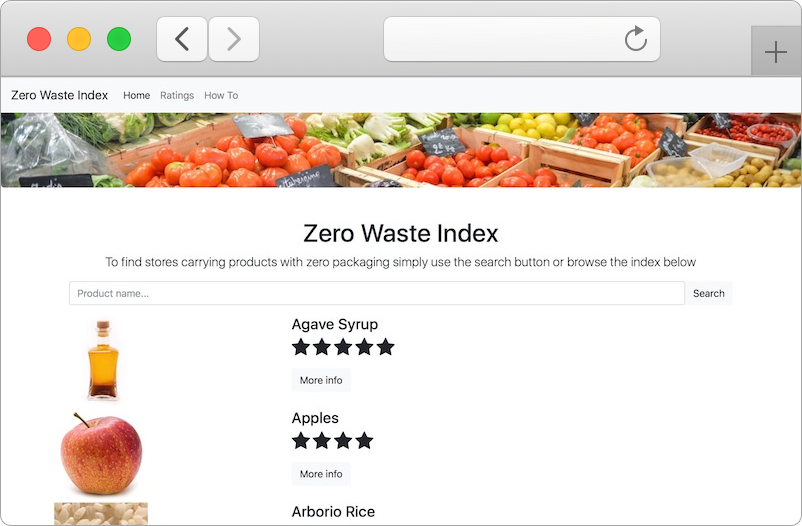 Zero Waste Index Home Ratings How To
Zero Waste Index
To find stores carrying products with zero packaging simply use the search button or browse the index below
Product name... Search
Agave Syrup
More info
Apples
More info
Arborio Rice